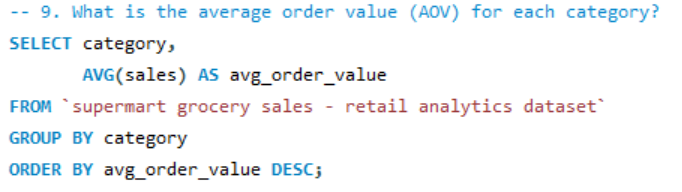 -- 9. What is the average order value (AOV) for each category?
SELECT category,
       AVG(sales) AS avg_order_value
FROM `supermart grocery sales - retail analytics dataset`
GROUP BY category
ORDER BY avg_order_value DESC;